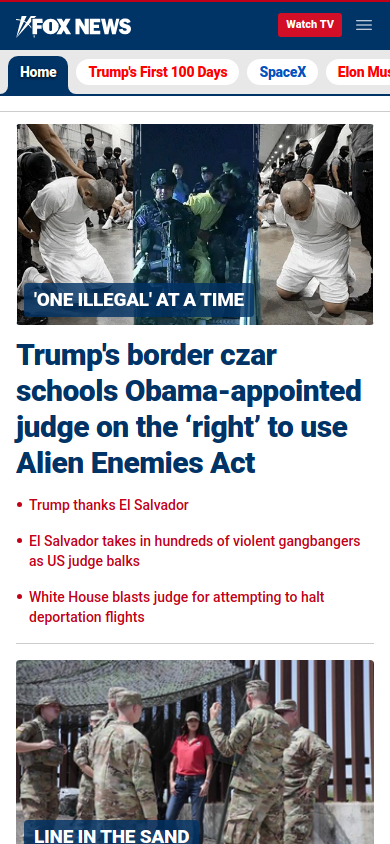 FOX NEWS
Watch TV
Home
Trump's First 100 Days
SpaceX
Elon Mus
'ONE ILLEGAL' AT A TIME
Trump's border czar
schools Obama-appointed
judge on the ‘right’ to use
Alien Enemies Act
• Trump thanks El Salvador
• El Salvador takes in hundreds of violent gangbangers
as US judge balks
• White House blasts judge for attempting to halt
deportation flights
LINE IN THE SAND